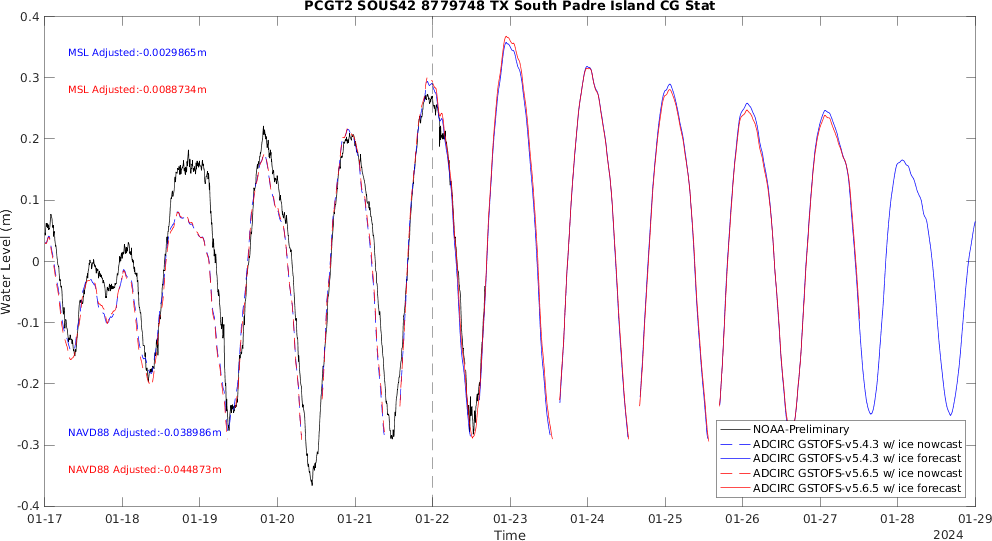 PCGT2 SOUS42 8779748 TX South Padre Island CG Stat
MSL Adjusted:-0.0029865m
MSL Adjusted:-0.0088734m
NAVD88 Adjusted:-0.038986m
NAVD88 Adjusted:-0.044873m
Water Level (m)
0.4
0.3
0.2
0.1
0
-0.1
-0.2
-0.3
-0.4
NOAA-Preliminary
ADCIRC GSTOFS-v5.4.3 w/ ice nowcast
ADCIRC GSTOFS-v5.4.3 w/ ice forecast
ADCIRC GSTOFS-v5.6.5 w/ ice nowcast
ADCIRC GSTOFS-v5.6.5 w/ ice forecast
01-17 01-18 01-19 01-20 01-21 01-22 01-23 01-24 01-25 01-26 01-27 01-28 01-29
Time
2024